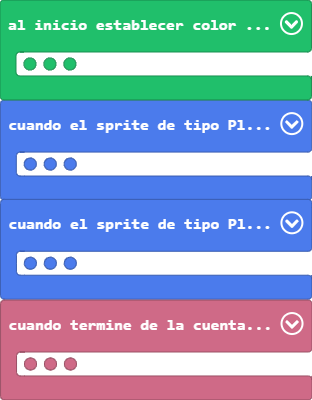 al inicio establecer color ...
cuando el sprite de tipo Pl...
cuando el sprite de tipo Pl...
cuando termine de la cuenta...